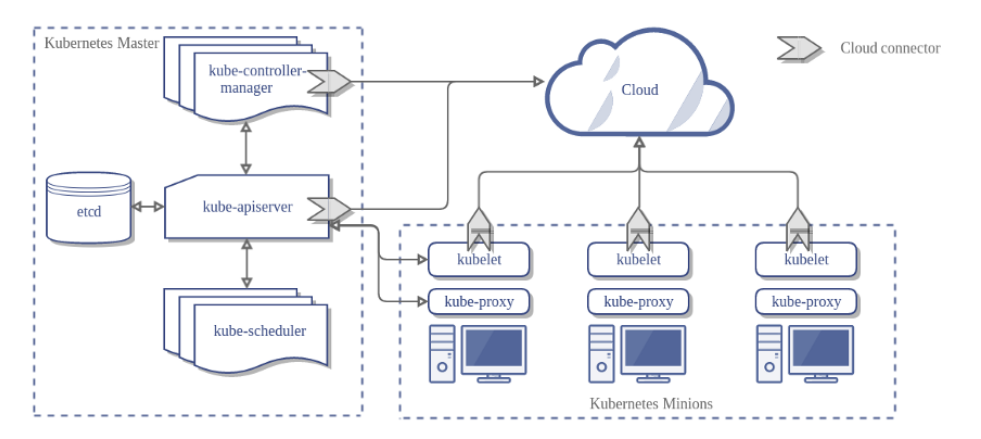 Kubernetes Master
kube-controller-
manager
Cloud
Cloud connector
etcd
kube-apiserver
kubelet
kubelet
kubelet
kube-proxy
kube-proxy
kube-proxy
kube-scheduler
Kubernetes Minions